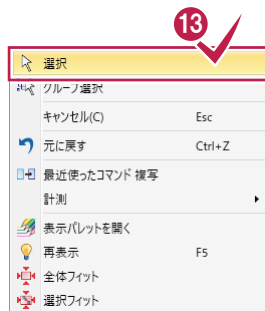 13
選択
グループ選択
キャンセル(C) Esc
元に戻す Ctrl+Z
最近使ったコマンド 複写
計測
表示パレットを開く
再表示 F5
全体フィット
選択フィット